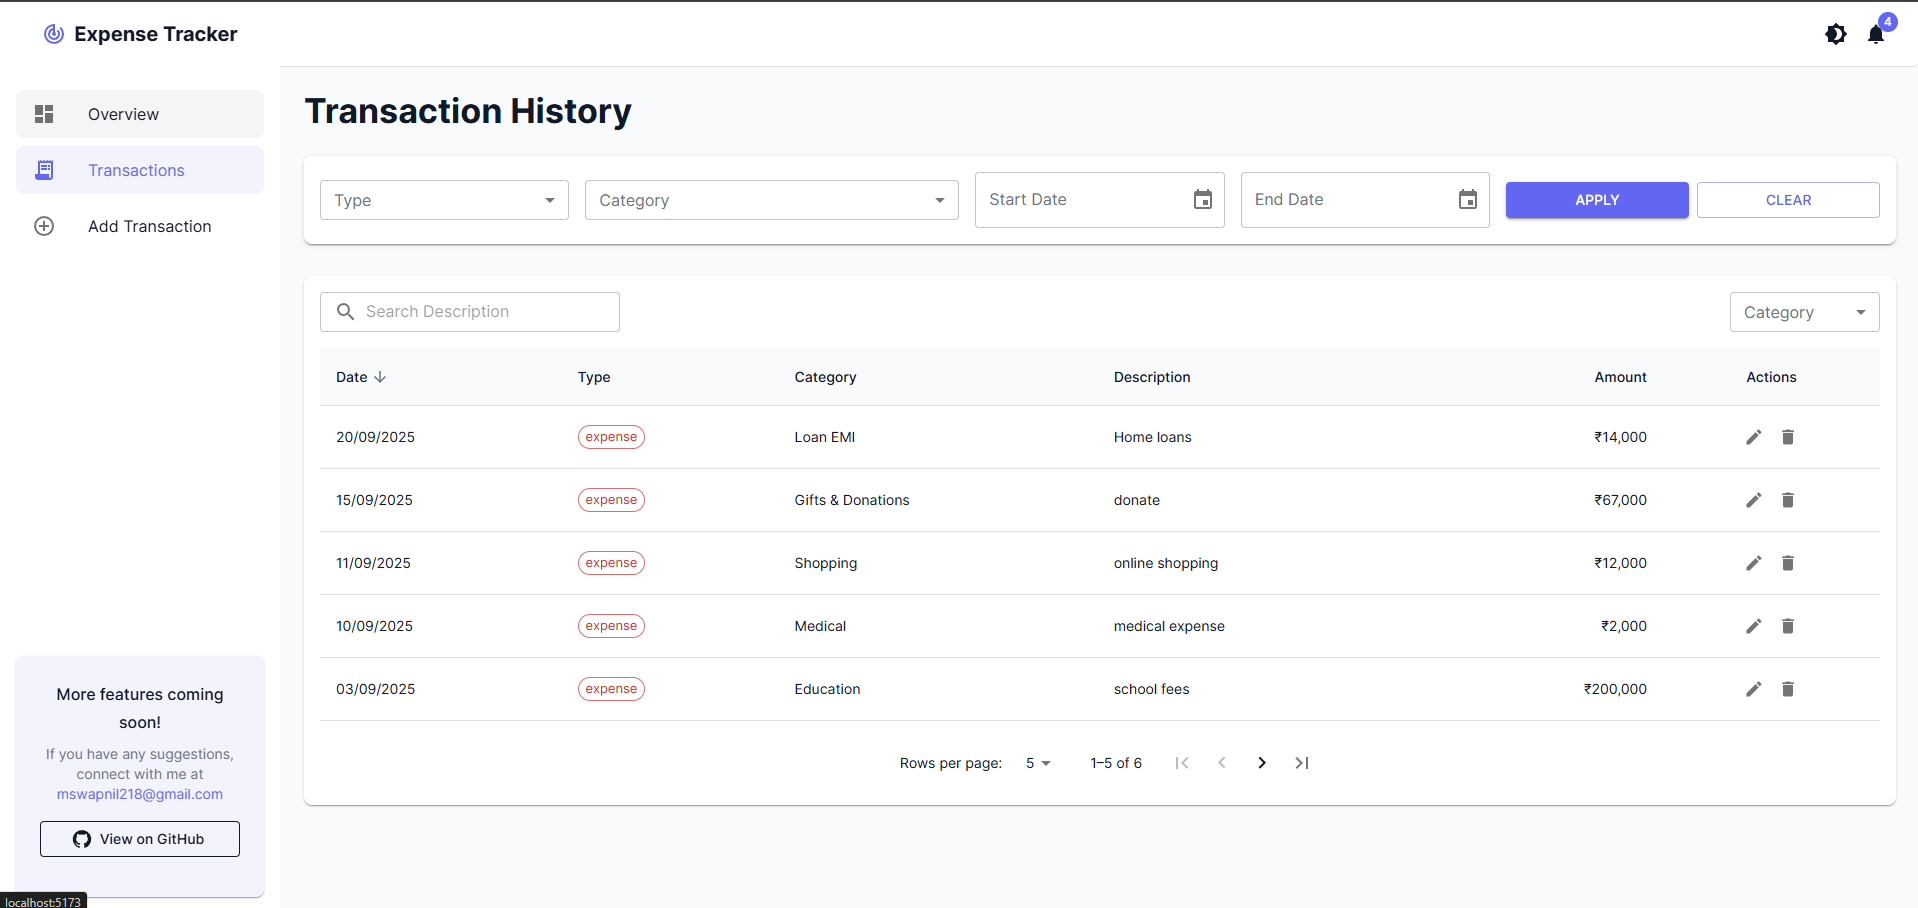 Expense Tracker
4
Overview
Transactions
Add Transaction
Transaction History
Type Category Start Date End Date APPLY CLEAR
Search Description Category
Date Type Category Description Amount Actions
20/09/2025 expense Loan EMI Home loans ₹14,000
15/09/2025 expense Gifts & Donations donate ₹67,000
11/09/2025 expense Shopping online shopping ₹12,000
10/09/2025 expense Medical medical expense ₹2,000
03/09/2025 expense Education school fees ₹200,000
Rows per page: 5 1–5 of 6
More features coming
soon!
If you have any suggestions,
connect with me at
mswapnil218@gmail.com
View on GitHub
localhost:5173